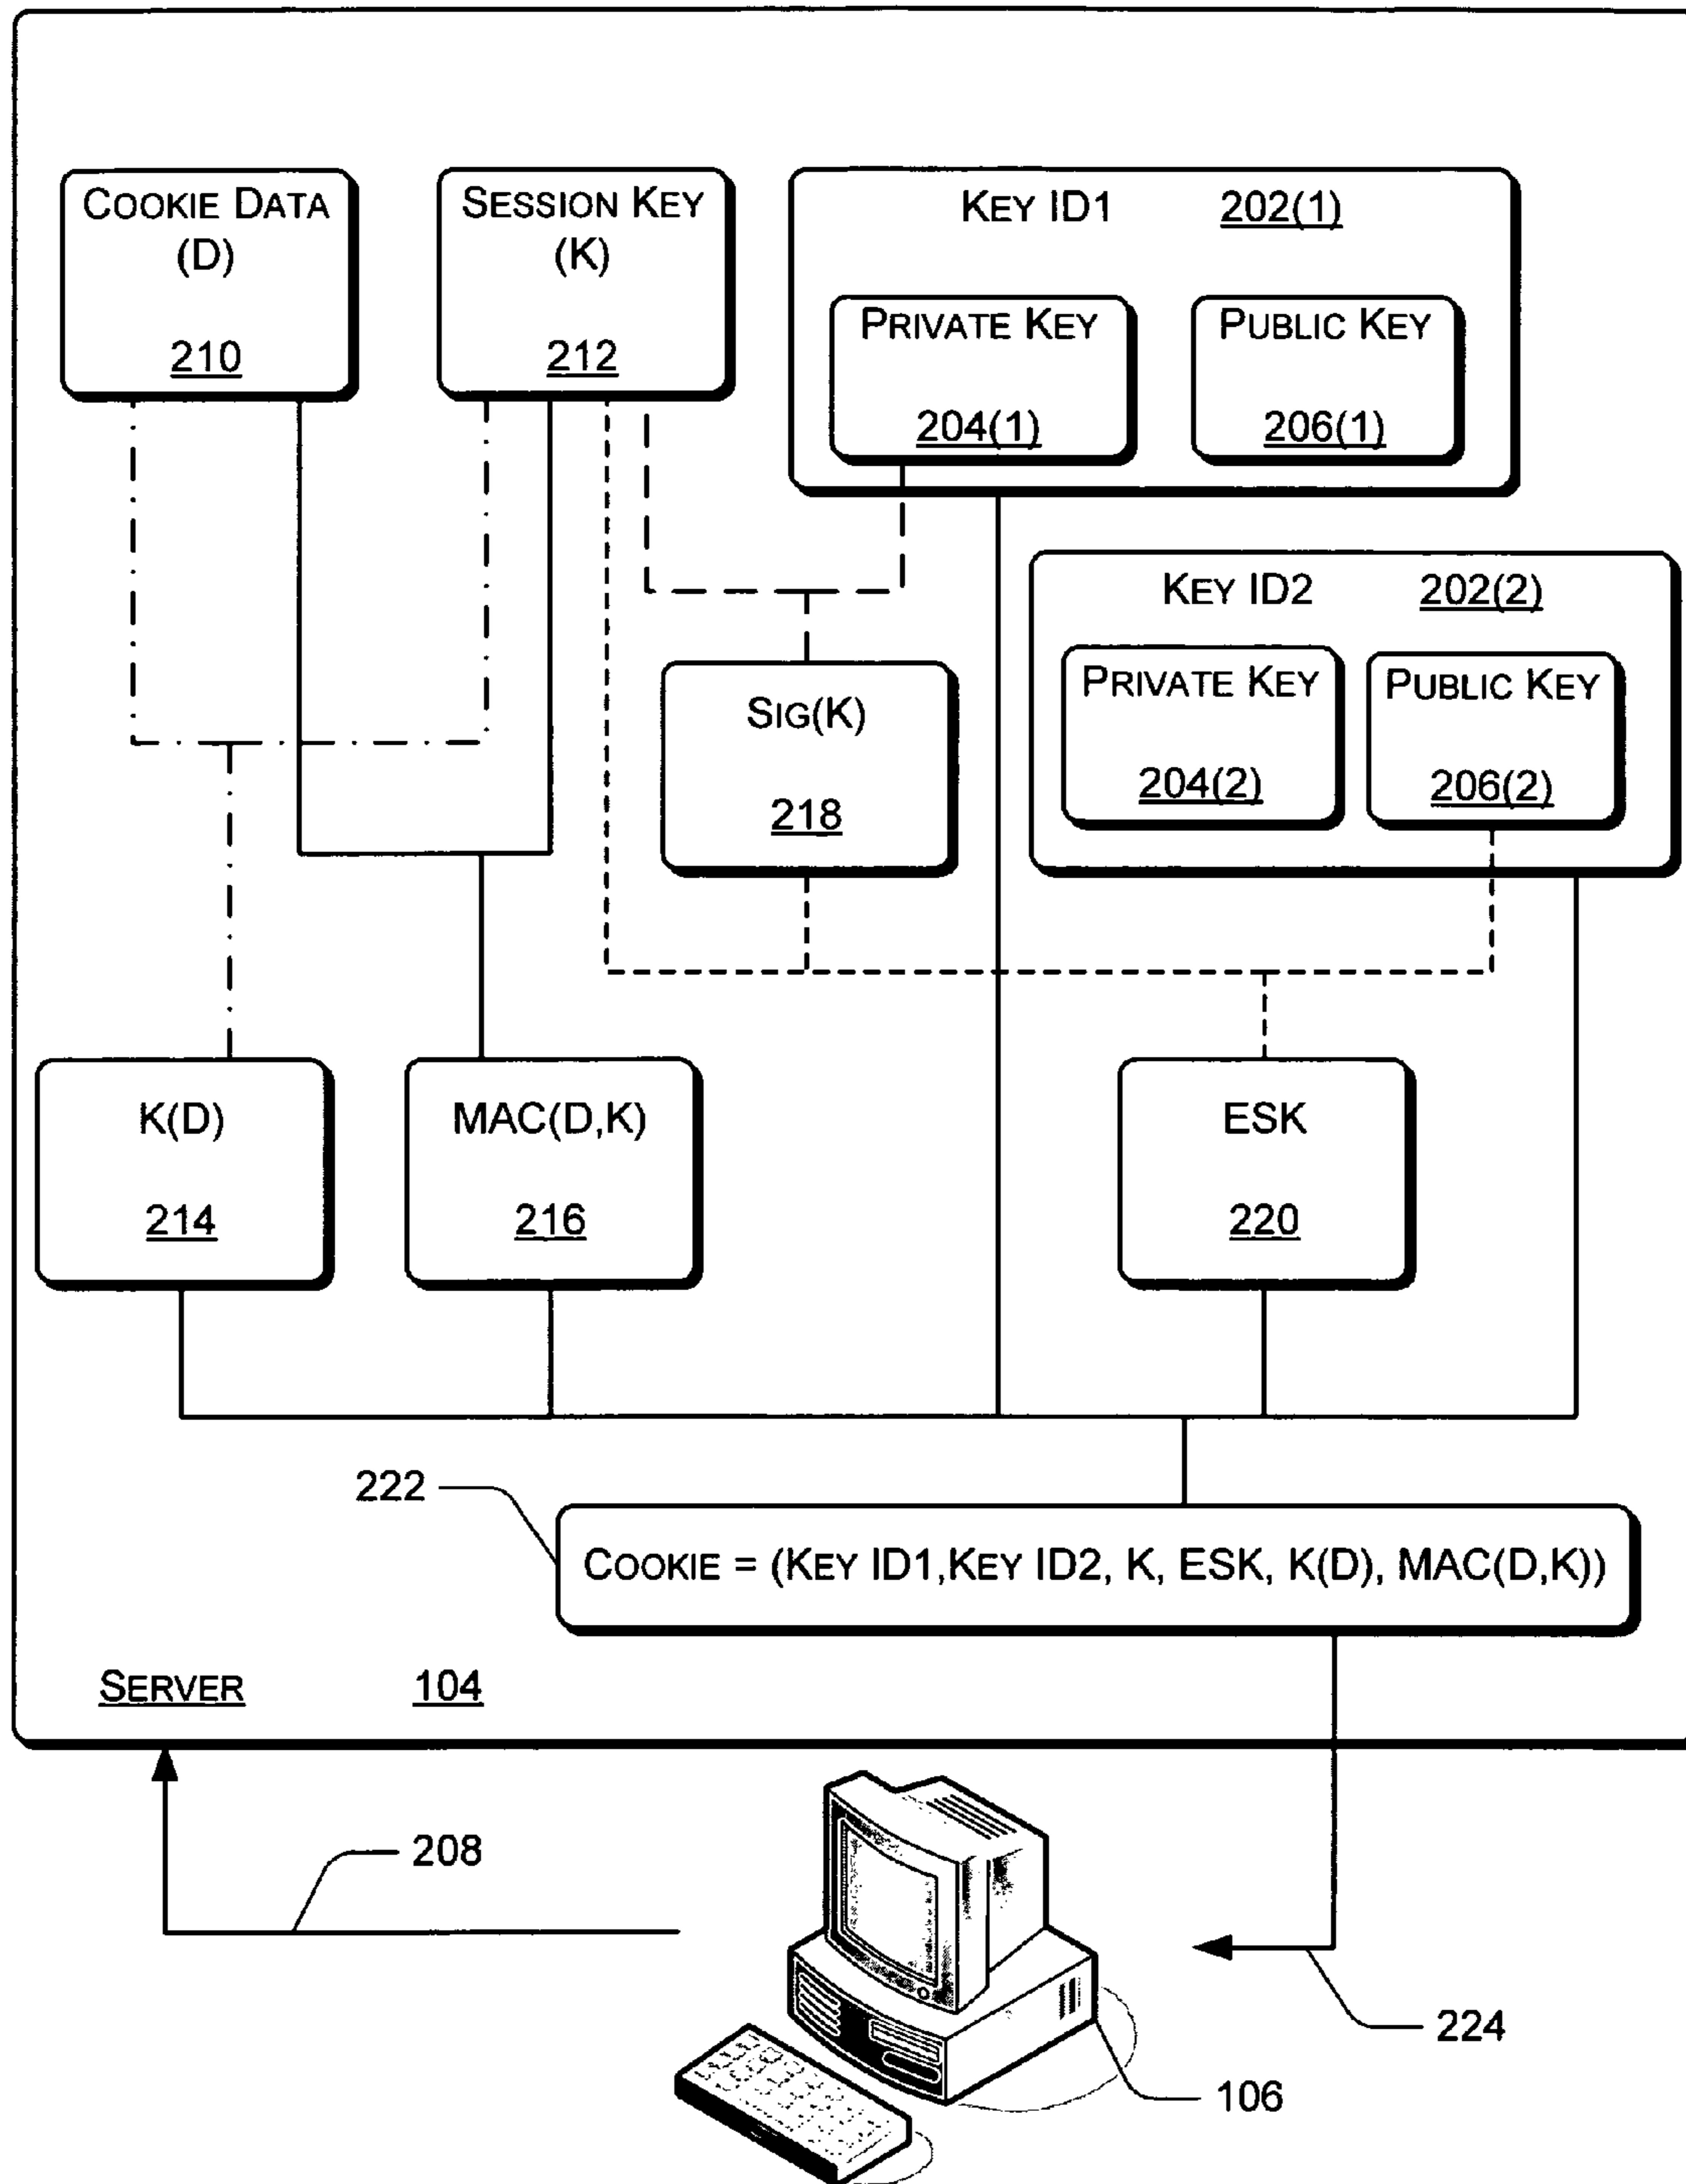 COOKIE DATA
(D)
210
SESSION KEY
(K)
212
KEY ID1 202(1)
PRIVATE KEY
204(1)
PUBLIC KEY
206(1)
KEY ID2 202(2)
PRIVATE KEY
204(2)
PUBLIC KEY
206(2)
SIG(K)
218
K(D)
214
MAC(D,K)
216
ESK
220
222
COOKIE = (KEY ID1,KEY ID2, K, ESK, K(D), MAC(D,K))
SERVER 104
208
224
106